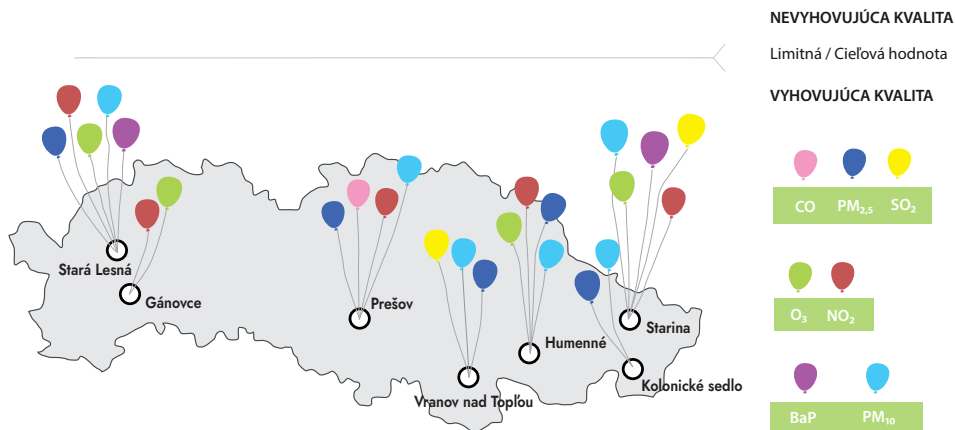 NEVYHOVUJÚCA KVALITA
Limitná / Cieľová hodnota
VYHOVUJÚCA KVALITA
CO PM2,5 SO2
O3 NO2
BaP PM10
Stará Lesná
Gánovce
Prešov
Starina
Humenné
Kolonické sedlo
Vranov nad Topľou